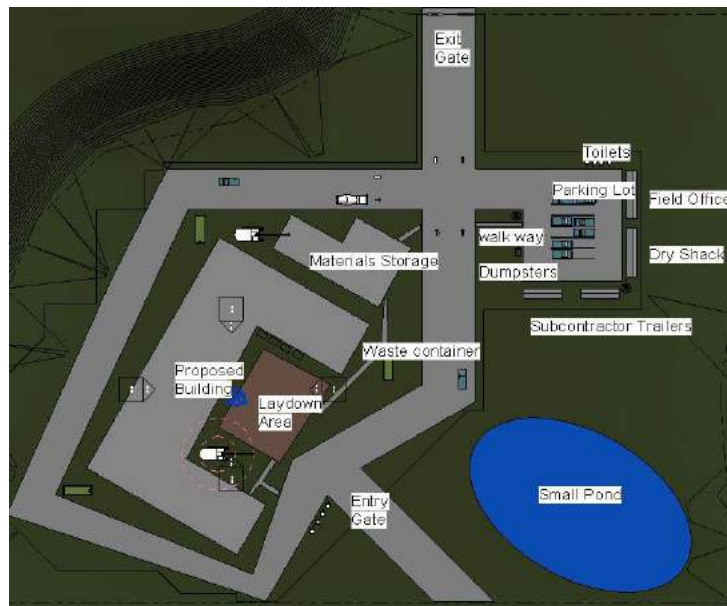 Exit
Gate
Toilets
Parking Lot
Field Office
walk way
Materials Storage
Dry Shack
Dumpsters
Subcontractor Trailers
Waste container
Proposed
Building
Laydown
Area
Small Pond
Entry
Gate